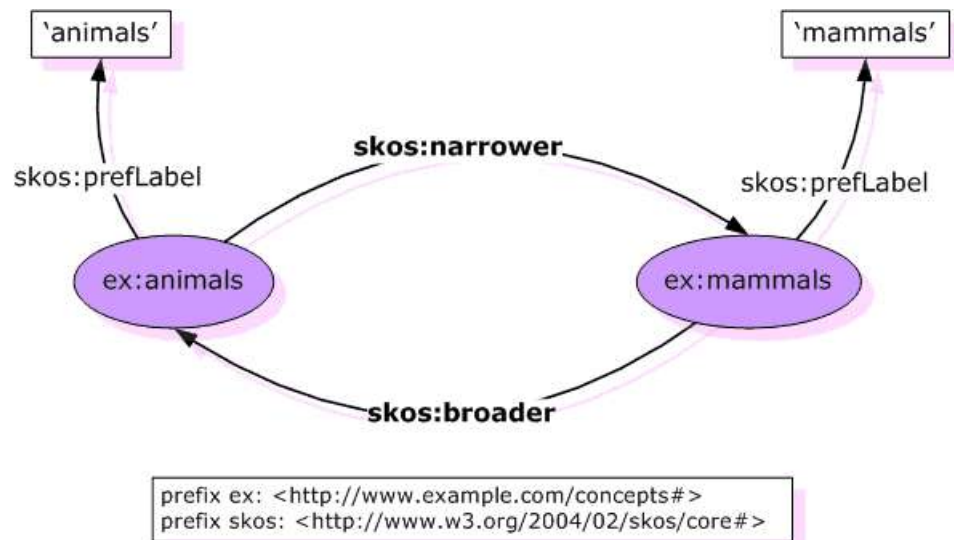 ‘animals’
‘mammals’
skos:narrower
skos:prefLabel
skos:prefLabel
ex:animals
ex:mammals
skos:broader
prefix ex: <http://www.example.com/concepts#>
prefix skos: <http://www.w3.org/2004/02/skos/core#>